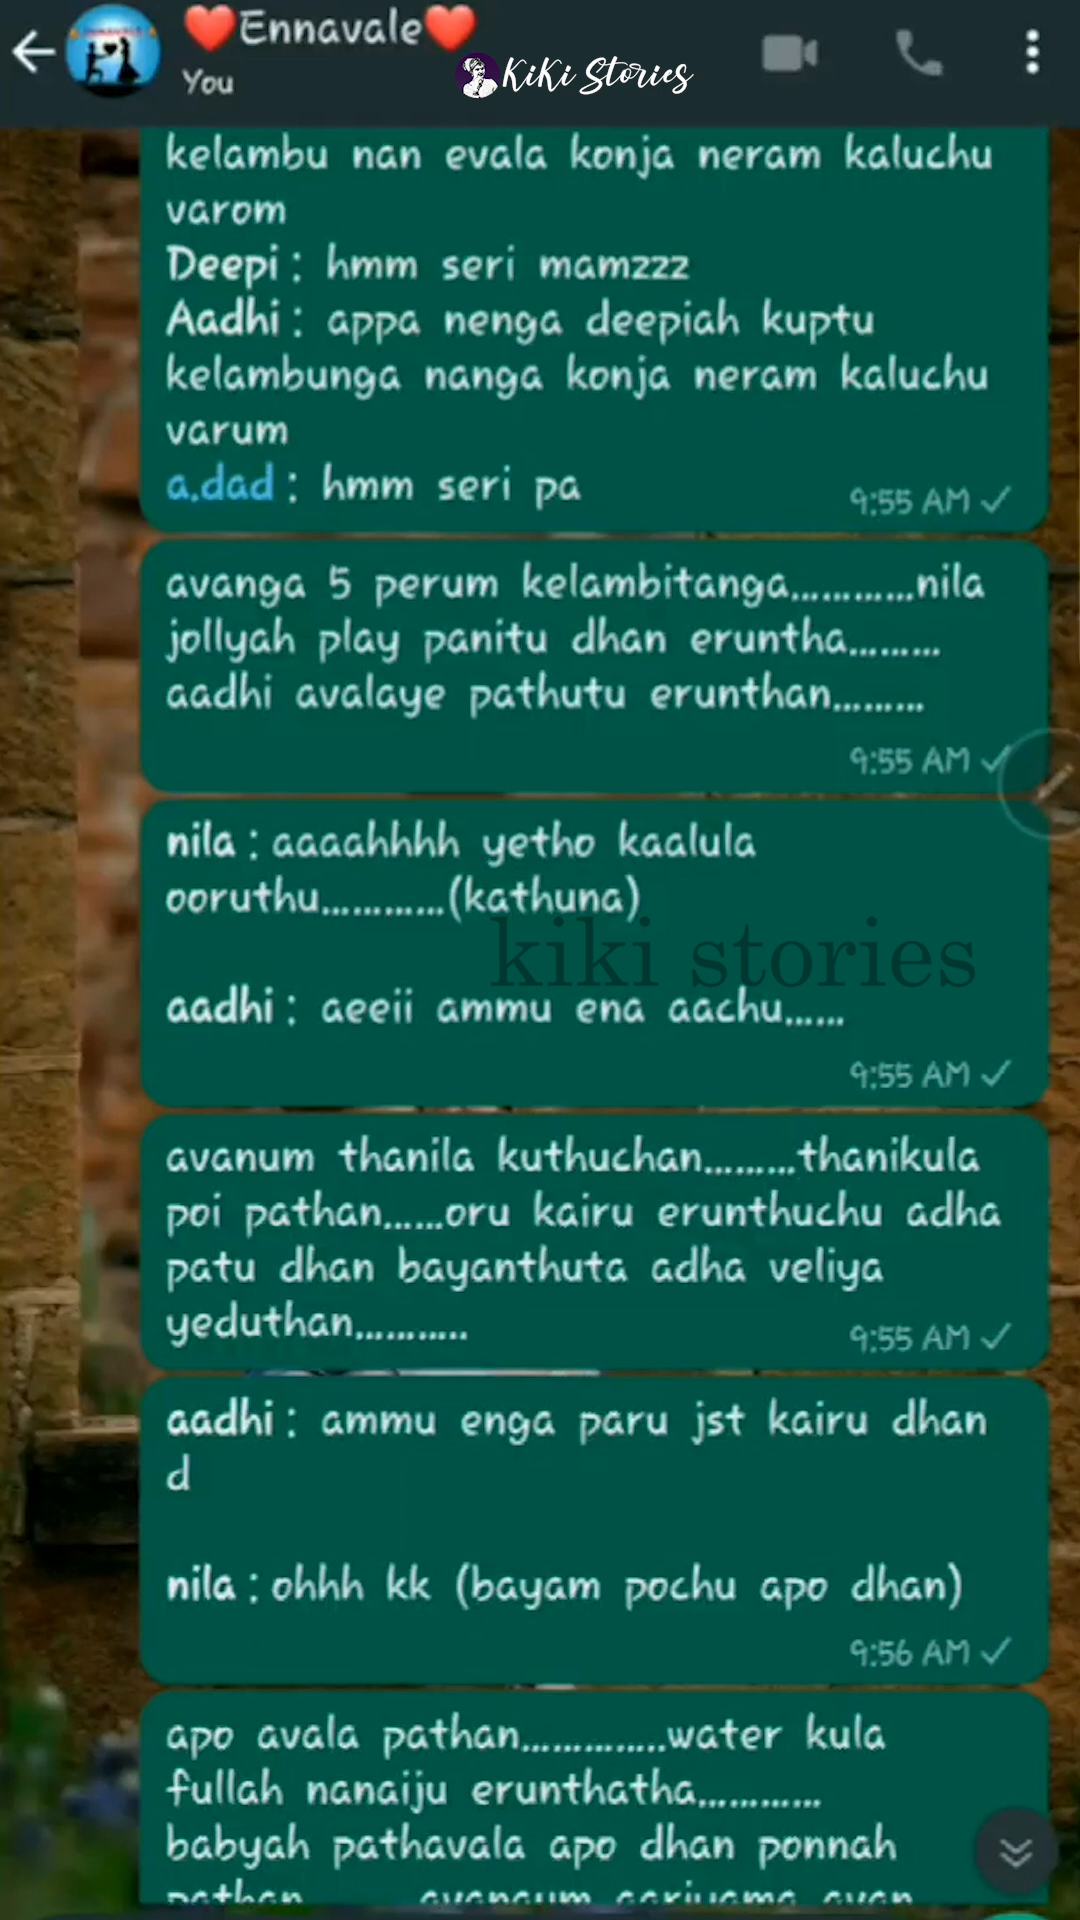 ❤️Ennavale❤️
You
KiKi Stories
kelambu nan evala konja neram kaluchu
varom
Deepi : hmm seri mamzzz
Aadhi : appa nenga deepiah kuptu
kelambunga nanga konja neram kaluchu
varum
a.dad : hmm seri pa
9:55 AM ✓
avanga 5 perum kelambitanga............nila
jollyah play panitu dhan eruntha.........
aadhi avalaye pathutu erunthan.........
9:55 AM ✓
nila : aaaahhhh yetho kaalula
ooruthu............(kathuna)
kiki stories
aadhi : aeeii ammu ena aachu......
9:55 AM ✓
avanum thanila kuthuchan.........thanikula
poi pathan......oru kairu erunthuchu adha
patu dhan bayanthuta adha veliya
yeduthan...........
9:55 AM ✓
aadhi : ammu enga paru jst kairu dhan
d
nila : ohhh kk (bayam pochu apo dhan)
9:56 AM ✓
apo avala pathan..............water kula
fullah nanaiju erunthatha............
babyah pathavala apo dhan ponnah